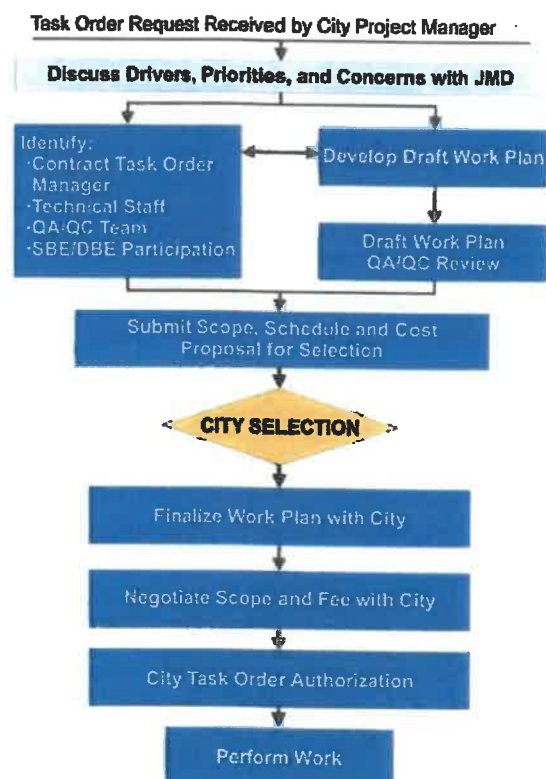 Task Order Request Received by City Project Manager
Discuss Drivers, Priorities, and Concerns with JMD
Identify:
·Contract Task Order
Manager
·Technical Staff
·QA/QC Team
·SBE/DBE Participation
Develop Draft Work Plan
Draft Work Plan
QA/QC Review
Submit Scope, Schedule and Cost
Proposal for Selection
CITY SELECTION
Finalize Work Plan with City
Negotiate Scope and Fee with City
City Task Order Authorization
Perform Work